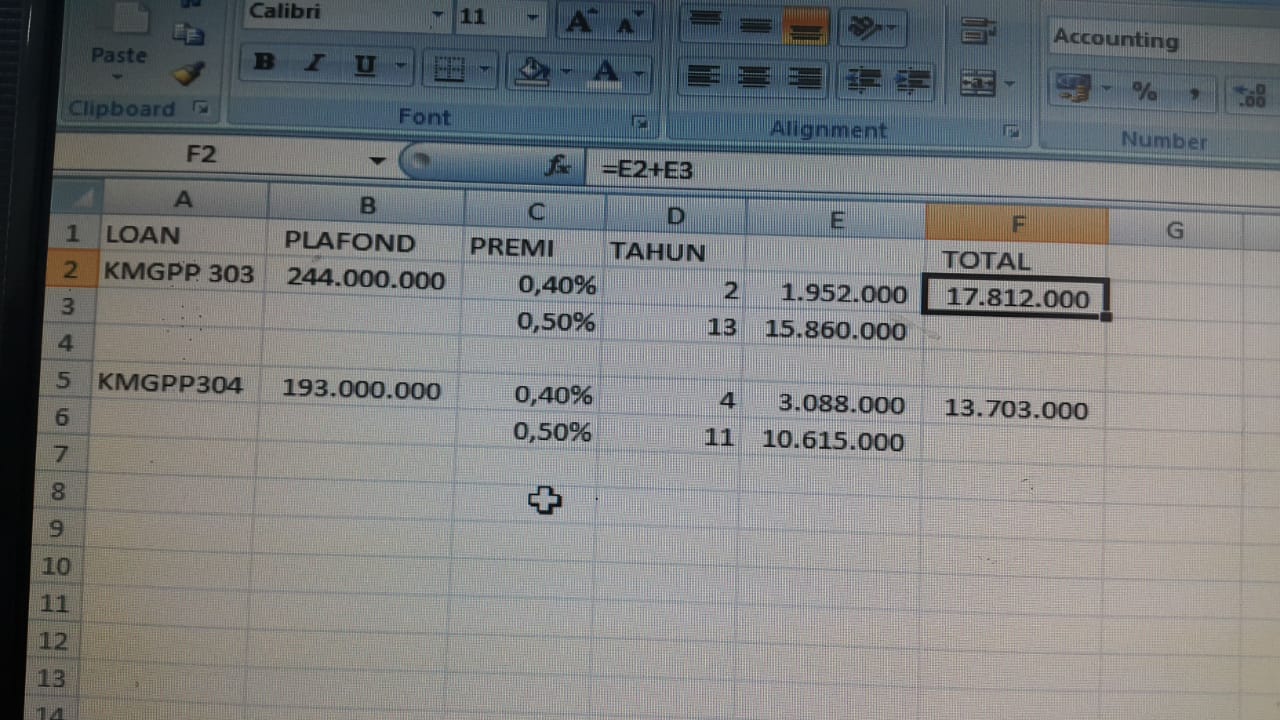 Calibri 11 Accounting
Paste B I U % , .00
Clipboard Font Alignment Number
F2 fx =E2+E3
A B C D E F G
1 LOAN PLAFOND PREMI TAHUN TOTAL
2 KMGPP 303 244.000.000 0,40% 2 1.952.000 17.812.000
3 0,50% 13 15.860.000
4
5 KMGPP304 193.000.000 0,40% 4 3.088.000 13.703.000
6 0,50% 11 10.615.000
7
8
9
10
11
12
13
14